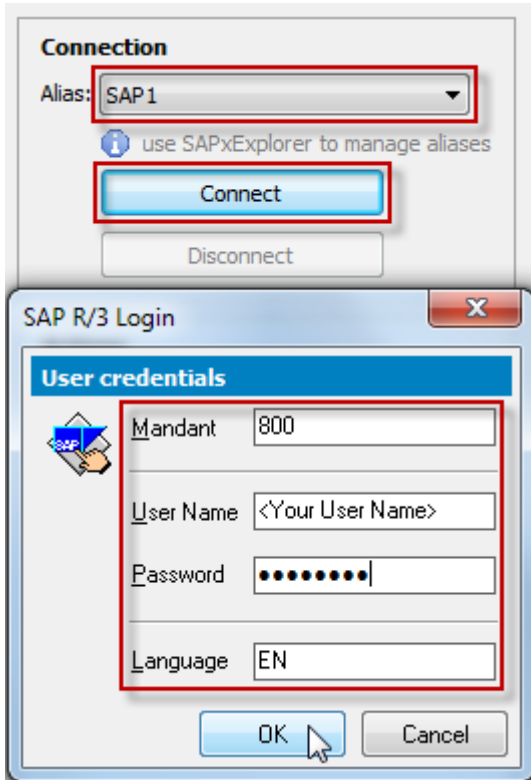 Connection
Alias: SAP1
use SAPxExplorer to manage aliases
Connect
Disconnect
SAP R/3 Login
User credentials
SAP
Mandant 800
User Name <Your User Name>
Password ●●●●●●●●
Language EN
OK Cancel